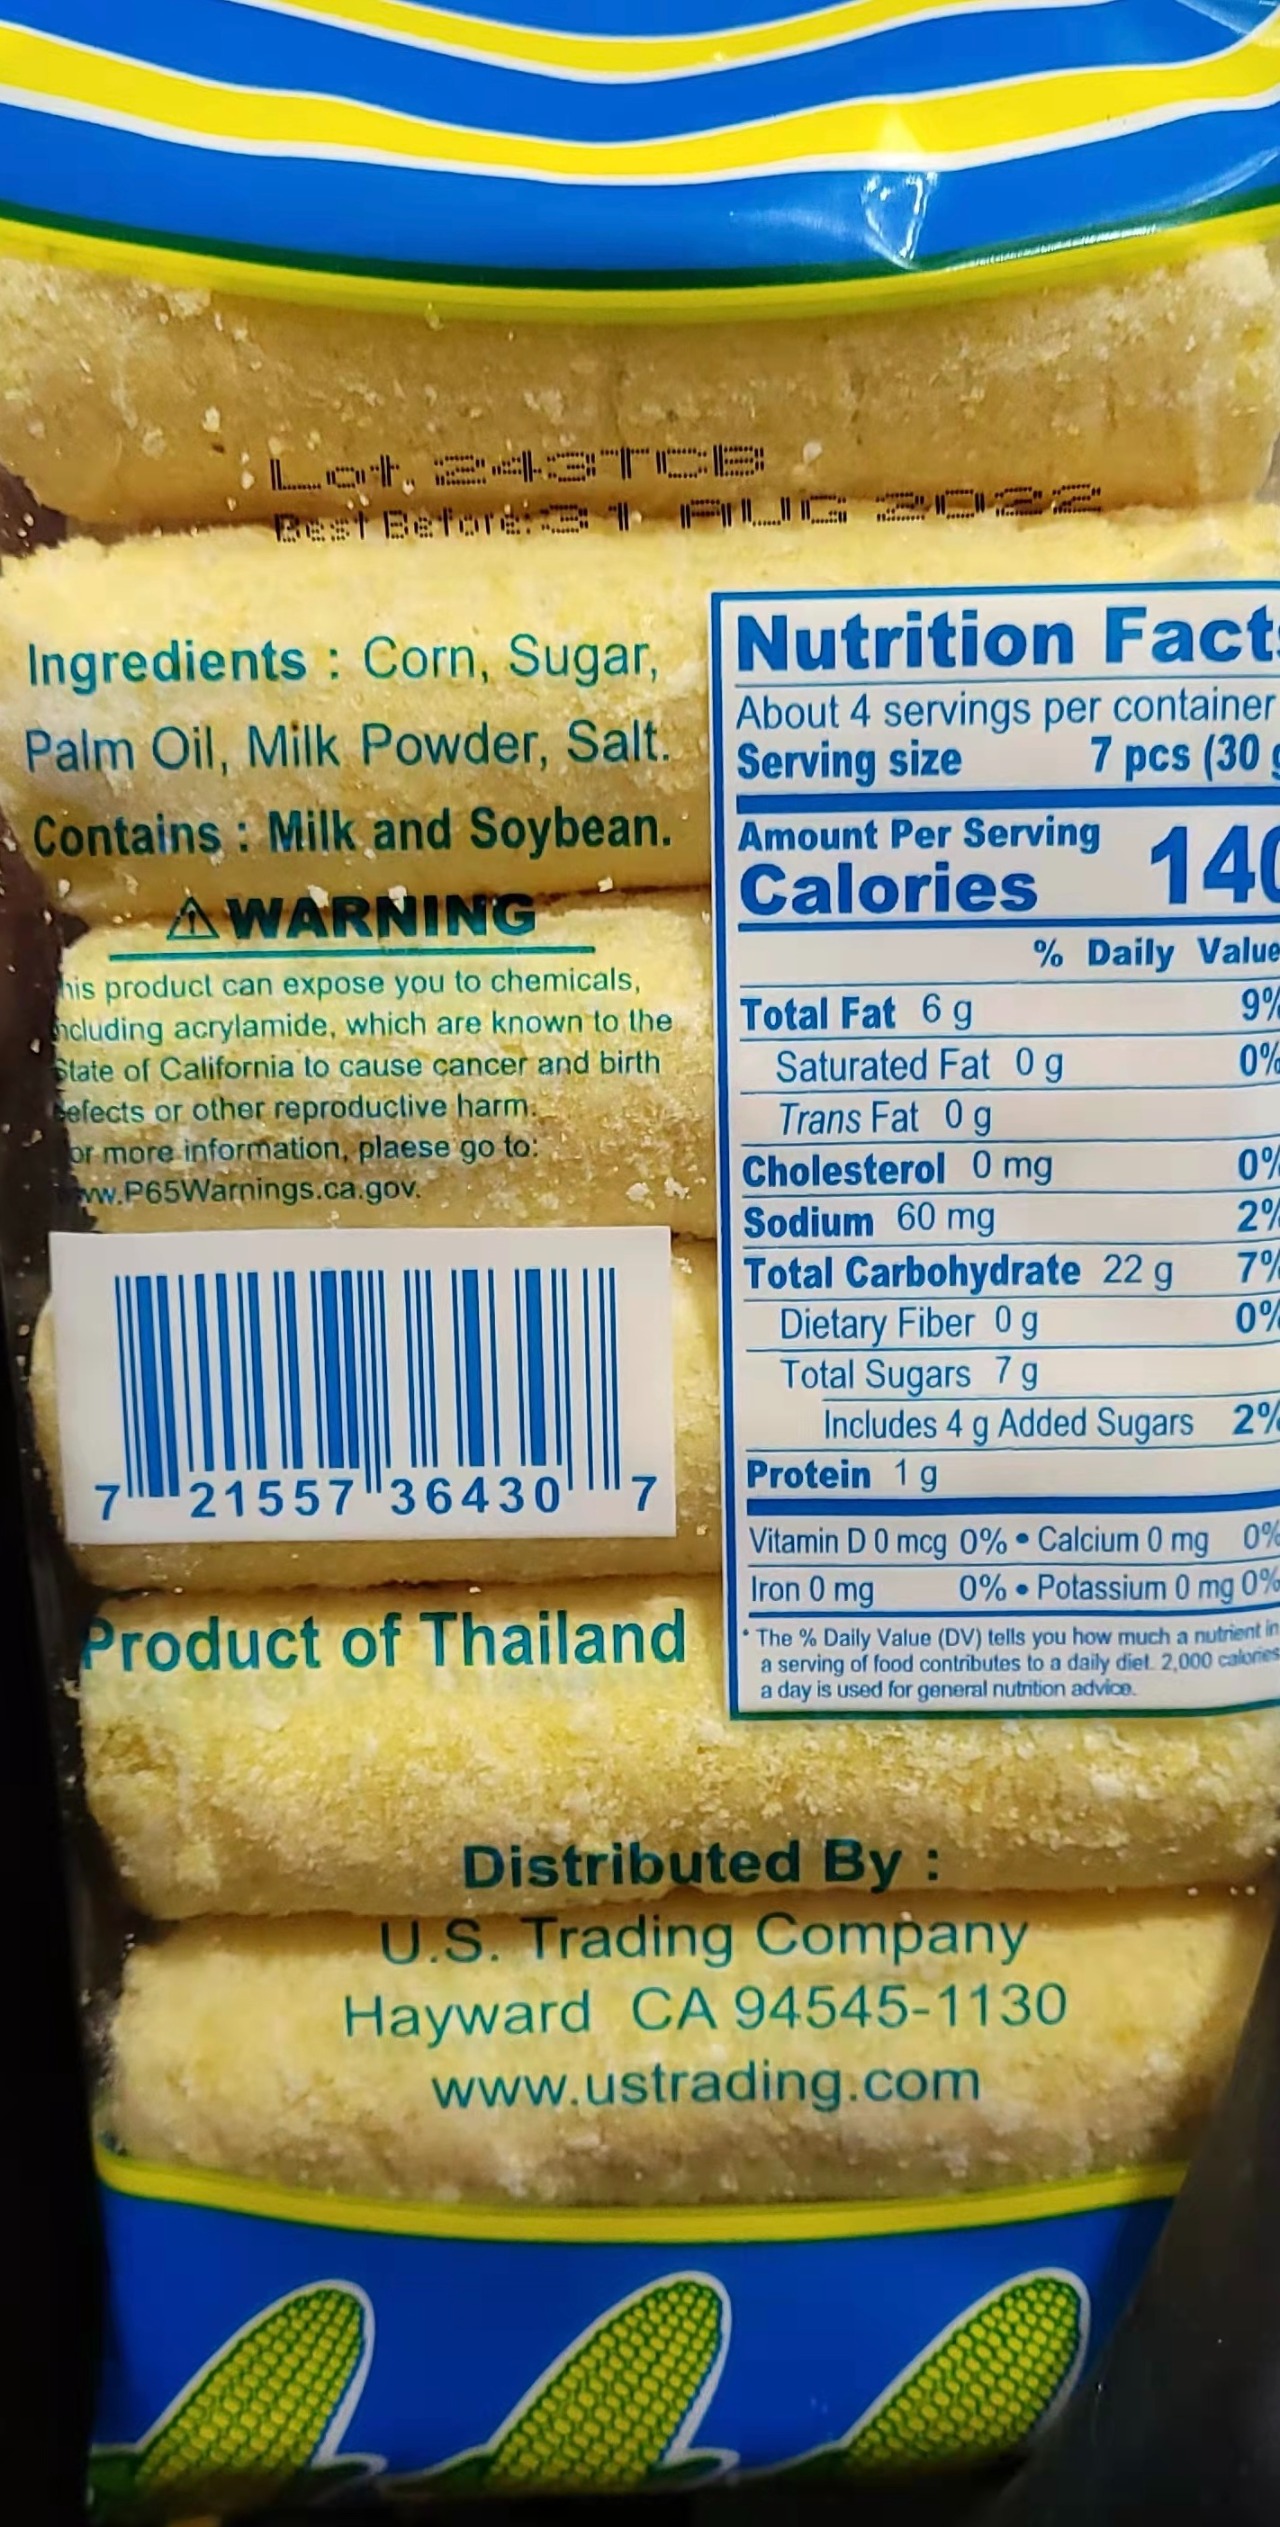 Lot. 243TCB
Best Before: 31 AUG 2022
Ingredients : Corn, Sugar,
Palm Oil, Milk Powder, Salt.
Contains : Milk and Soybean.
⚠ WARNING
his product can expose you to chemicals,
ncluding acrylamide, which are known to the
State of California to cause cancer and birth
efects or other reproductive harm.
or more information, plaese go to:
ww.P65Warnings.ca.gov.
7 21557 36430 7
Product of Thailand
Nutrition Facts
About 4 servings per container
Serving size 7 pcs (30 g
Amount Per Serving
Calories 140
% Daily Value
Total Fat 6 g 9%
Saturated Fat 0 g 0%
Trans Fat 0 g
Cholesterol 0 mg 0%
Sodium 60 mg 2%
Total Carbohydrate 22 g 7%
Dietary Fiber 0 g 0%
Total Sugars 7 g
Includes 4 g Added Sugars 2%
Protein 1 g
Vitamin D 0 mcg 0% • Calcium 0 mg 0%
Iron 0 mg 0% • Potassium 0 mg 0%
* The % Daily Value (DV) tells you how much a nutrient in
a serving of food contributes to a daily diet. 2,000 calories
a day is used for general nutrition advice.
Distributed By :
U.S. Trading Company
Hayward CA 94545-1130
www.ustrading.com